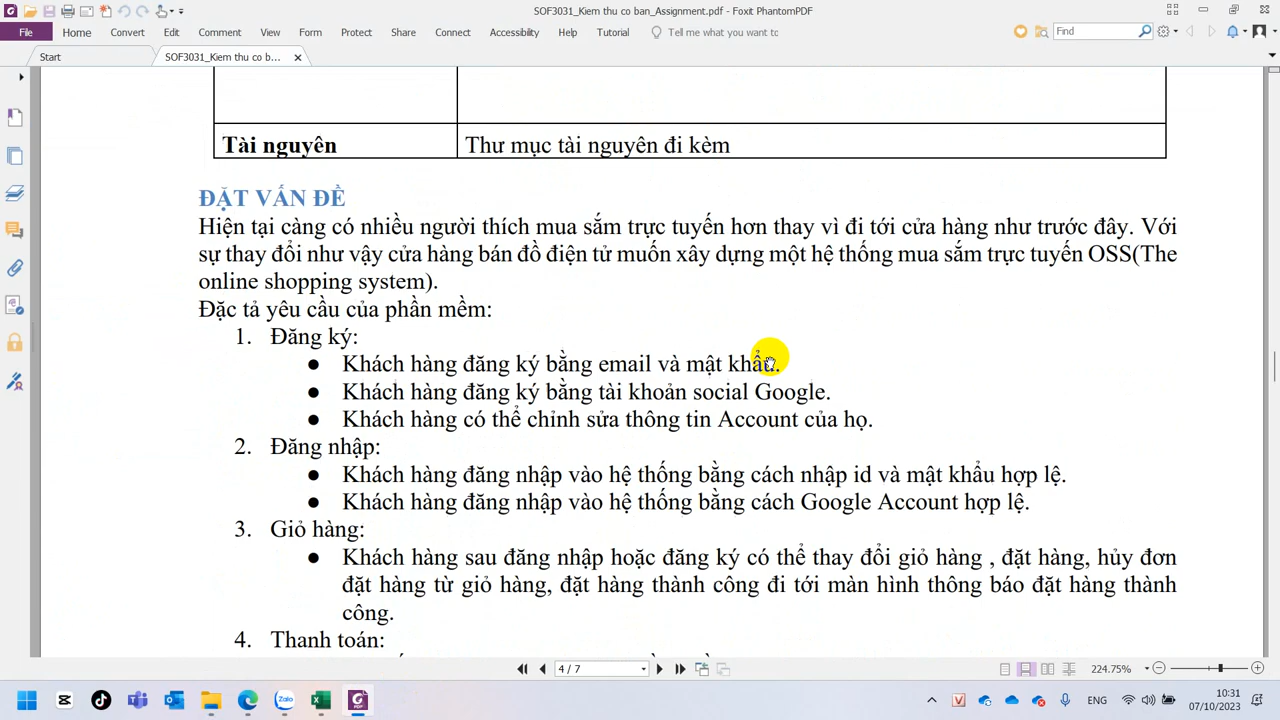 SOF3031_Kiem thu co ban_Assignment.pdf - Foxit PhantomPDF
File Home Convert Edit Comment View Form Protect Share Connect Accessibility Help Tutorial Tell me what you want to Find
Start SOF3031_Kiem thu co b...
Tài nguyên Thư mục tài nguyên đi kèm
ĐẶT VẤN ĐỀ
Hiện tại càng có nhiều người thích mua sắm trực tuyến hơn thay vì đi tới cửa hàng như trước đây. Với
sự thay đổi như vậy cửa hàng bán đồ điện tử muốn xây dựng một hệ thống mua sắm trực tuyến OSS(The
online shopping system).
Đặc tả yêu cầu của phần mềm:
1. Đăng ký:
● Khách hàng đăng ký bằng email và mật khẩu.
● Khách hàng đăng ký bằng tài khoản social Google.
● Khách hàng có thể chỉnh sửa thông tin Account của họ.
2. Đăng nhập:
● Khách hàng đăng nhập vào hệ thống bằng cách nhập id và mật khẩu hợp lệ.
● Khách hàng đăng nhập vào hệ thống bằng cách Google Account hợp lệ.
3. Giỏ hàng:
● Khách hàng sau đăng nhập hoặc đăng ký có thể thay đổi giỏ hàng , đặt hàng, hủy đơn
đặt hàng từ giỏ hàng, đặt hàng thành công đi tới màn hình thông báo đặt hàng thành
công.
4. Thanh toán:
4 / 7 224.75%
Zalo PDF ENG 10:31
07/10/2023